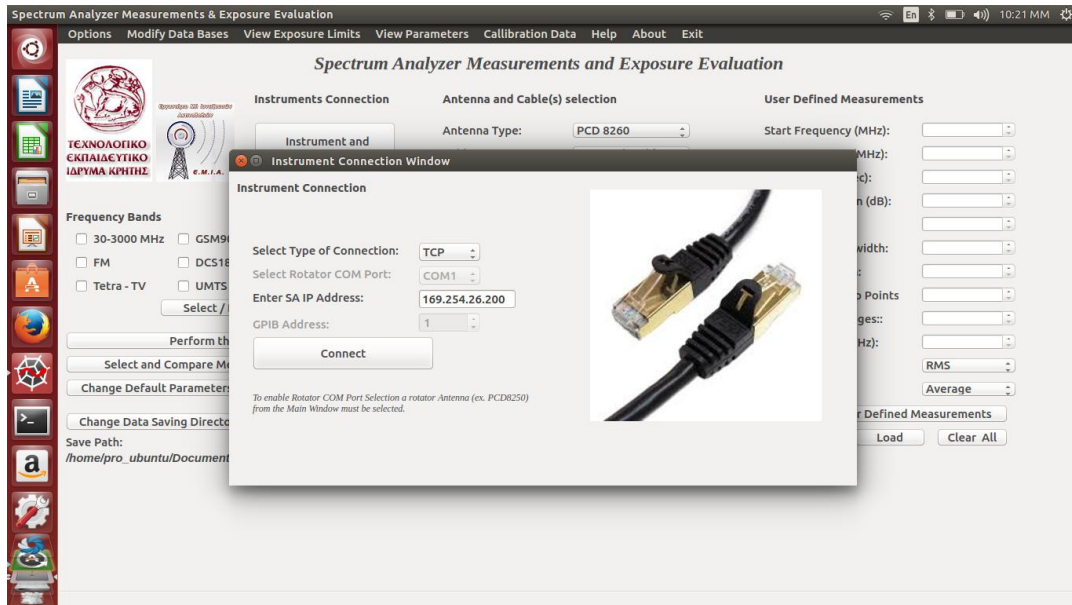 Spectrum Analyzer Measurements & Exposure Evaluation
En
10:21 MM
Options Modify Data Bases View Exposure Limits View Parameters Callibration Data Help About Exit
Spectrum Analyzer Measurements and Exposure Evaluation
ΤΕΧΝΟΛΟΓΙΚΟ
ΕΚΠΑΙΔΕΥΤΙΚΟ
ΙΔΡΥΜΑ ΚΡΗΤΗΣ
Ε.Μ.Ι.Α.
Instruments Connection
Instrument and
Antenna and Cable(s) selection
Antenna Type: PCD 8260
User Defined Measurements
Start Frequency (MHz):
MHz):
ec):
n (dB):
width:
:
p Points
ges::
Hz):
RMS
Average
r Defined Measurements
Load Clear All
Frequency Bands
30-3000 MHz GSM90
FM DCS18
Tetra - TV UMTS
Select /
Perform th
Select and Compare Me
Change Default Parameters
Change Data Saving Directo
Save Path:
/home/pro_ubuntu/Document
Instrument Connection Window
Instrument Connection
Select Type of Connection: TCP
Select Rotator COM Port: COM1
Enter SA IP Address: 169.254.26.200
GPIB Address: 1
Connect
To enable Rotator COM Port Selection a rotator Antenna (ex. PCD8250)
from the Main Window must be selected.